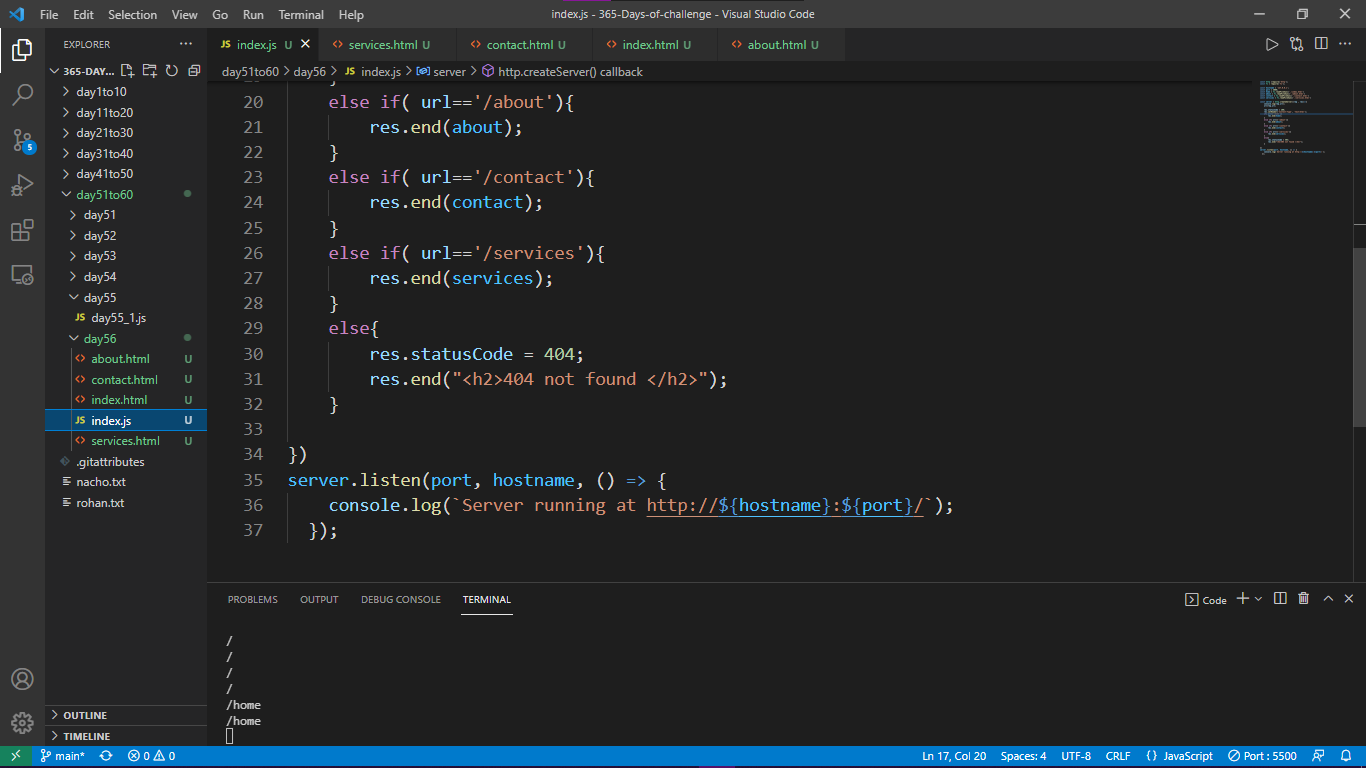 File Edit Selection View Go Run Terminal Help index.js - 365-Days-of-challenge - Visual Studio Code
EXPLORER
JS index.js U
<> services.html U
<> contact.html U
<> index.html U
<> about.html U
day51to60 > day56 > JS index.js > server > http.createServer() callback
365-DAY...
day1to10
day11to20
day21to30
day31to40
day41to50
day51to60
day51
day52
day53
day54
day55
JS day55_1.js
day56
<> about.html U
<> contact.html U
<> index.html U
JS index.js U
<> services.html U
.gitattributes
nacho.txt
rohan.txt
OUTLINE
TIMELINE
5
20 else if( url=='/about'){
21 res.end(about);
22 }
23 else if( url=='/contact'){
24 res.end(contact);
25 }
26 else if( url=='/services'){
27 res.end(services);
28 }
29 else{
30 res.statusCode = 404;
31 res.end("<h2>404 not found </h2>");
32 }
33
34 })
35 server.listen(port, hostname, () => {
36 console.log(`Server running at http://${hostname}:${port}/`);
37 });
PROBLEMS OUTPUT DEBUG CONSOLE TERMINAL
Code
/
/
/
/
/home
/home
main* 0 0 Ln 17, Col 20 Spaces: 4 UTF-8 CRLF {} JavaScript Port : 5500